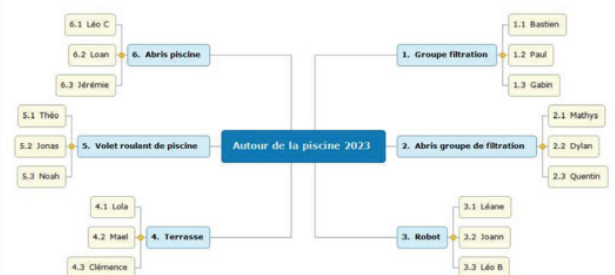 Autour de la piscine 2023
1. Groupe filtration
1.1 Bastien
1.2 Paul
1.3 Gabin
2. Abris groupe de filtration
2.1 Mathys
2.2 Dylan
2.3 Quentin
3. Robot
3.1 Léane
3.2 Joann
3.3 Léo B
4. Terrasse
4.1 Lola
4.2 Mael
4.3 Clémence
5. Volet roulant de piscine
5.1 Théo
5.2 Jonas
5.3 Noah
6. Abris piscine
6.1 Léo C
6.2 Loan
6.3 Jérémie